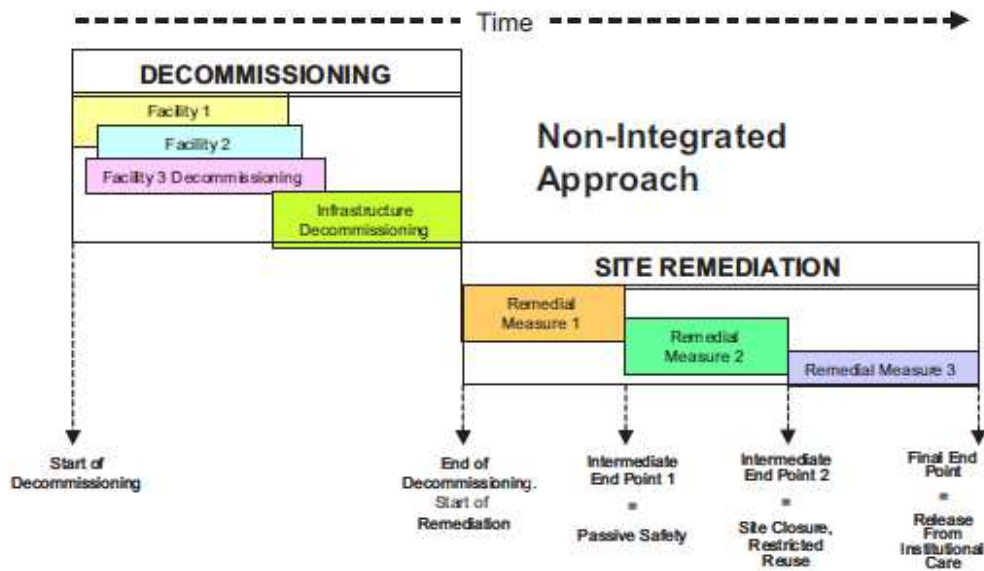 Time
DECOMMISSIONING
Facility 1
Facility 2
Facility 3 Decommissioning
Infrastructure
Decommissioning
Non-Integrated
Approach
SITE REMEDIATION
Remedial
Measure 1
Remedial
Measure 2
Remedial Measure 3
Start of
Decommissioning
End of
Decommissioning.
Start of
Remediation
Intermediate
End Point 1
=
Passive Safety
Intermediate
End Point 2
=
Site Closure,
Restricted
Reuse
Final End
Point
=
Release
From
Institutional
Care